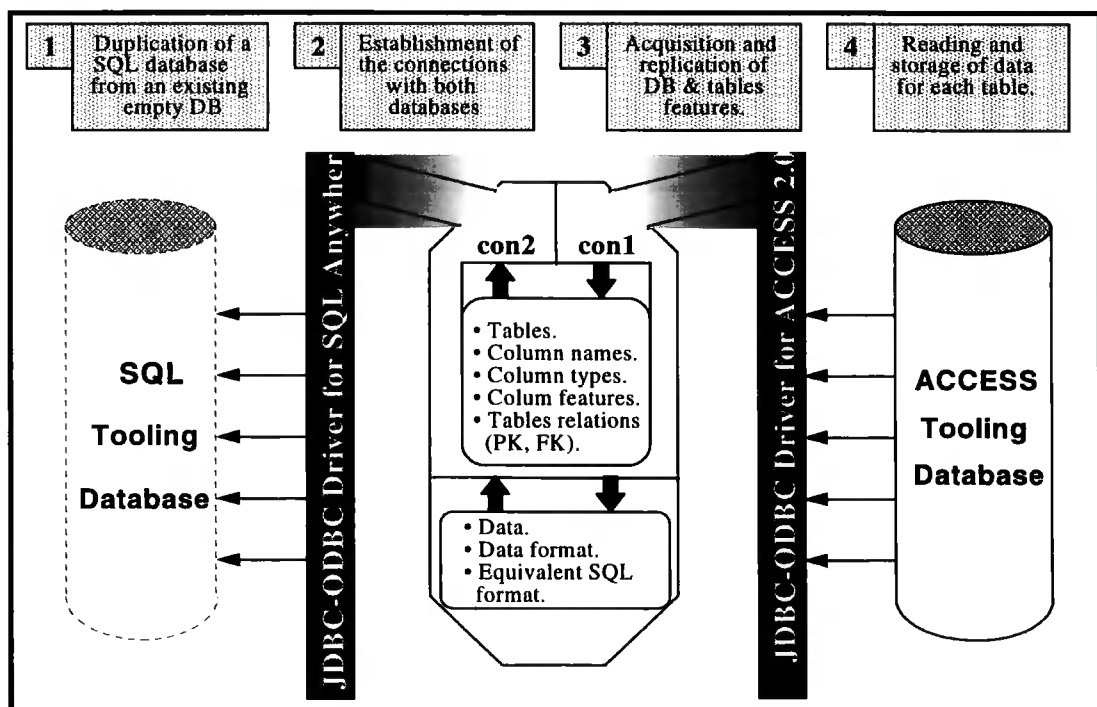 1
Duplication of a
SQL database
from an existing
empty DB
2
Establishment of
the connections
with both
databases
3
Acquisition and
replication of
DB & tables
features.
4
Reading and
storage of data
for each table.
SQL
Tooling
Database
JDBC-ODBC Driver for SQL Anywher
con2
con1
• Tables.
• Column names.
• Column types.
• Colum features.
• Tables relations
(PK, FK).
• Data.
• Data format.
• Equivalent SQL
format.
JDBC-ODBC Driver for ACCESS 2.0
ACCESS
Tooling
Database